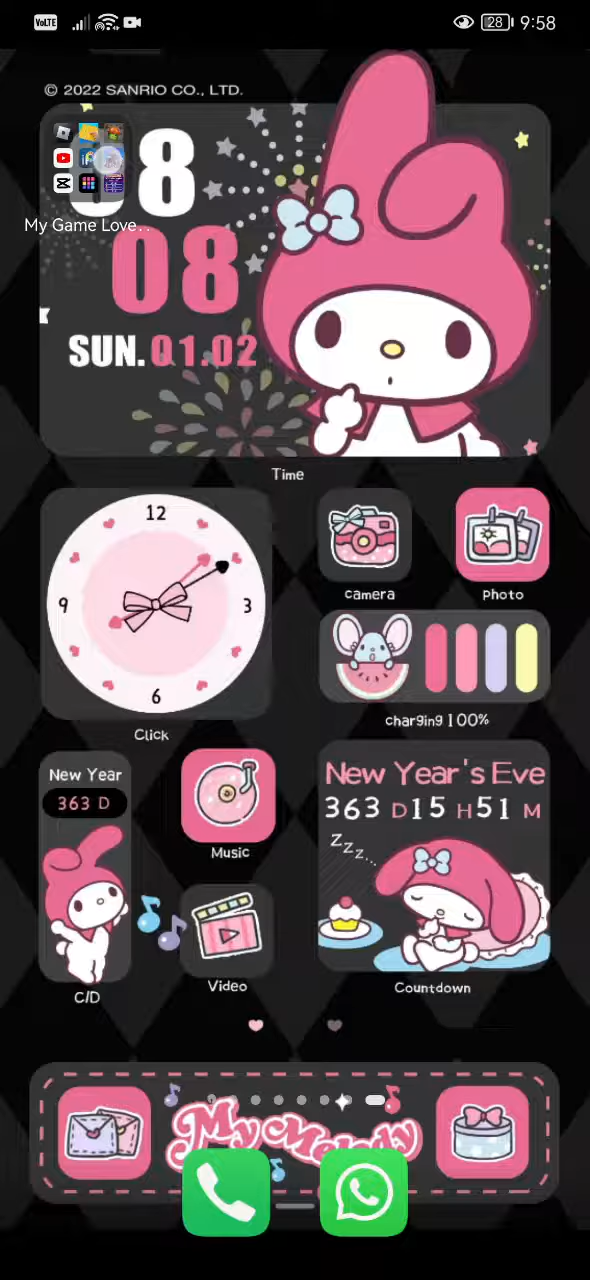 VoLTE
28
9:58
© 2022 SANRIO CO., LTD.
8
My Game Love..
08
SUN.01.02
Time
12
3
6
9
Click
camera
Photo
charging 100%
New Year
363 D
C/D
Music
Video
New Year's Eve
363 D15 H51 M
Zzz...
Countdown
My Melody